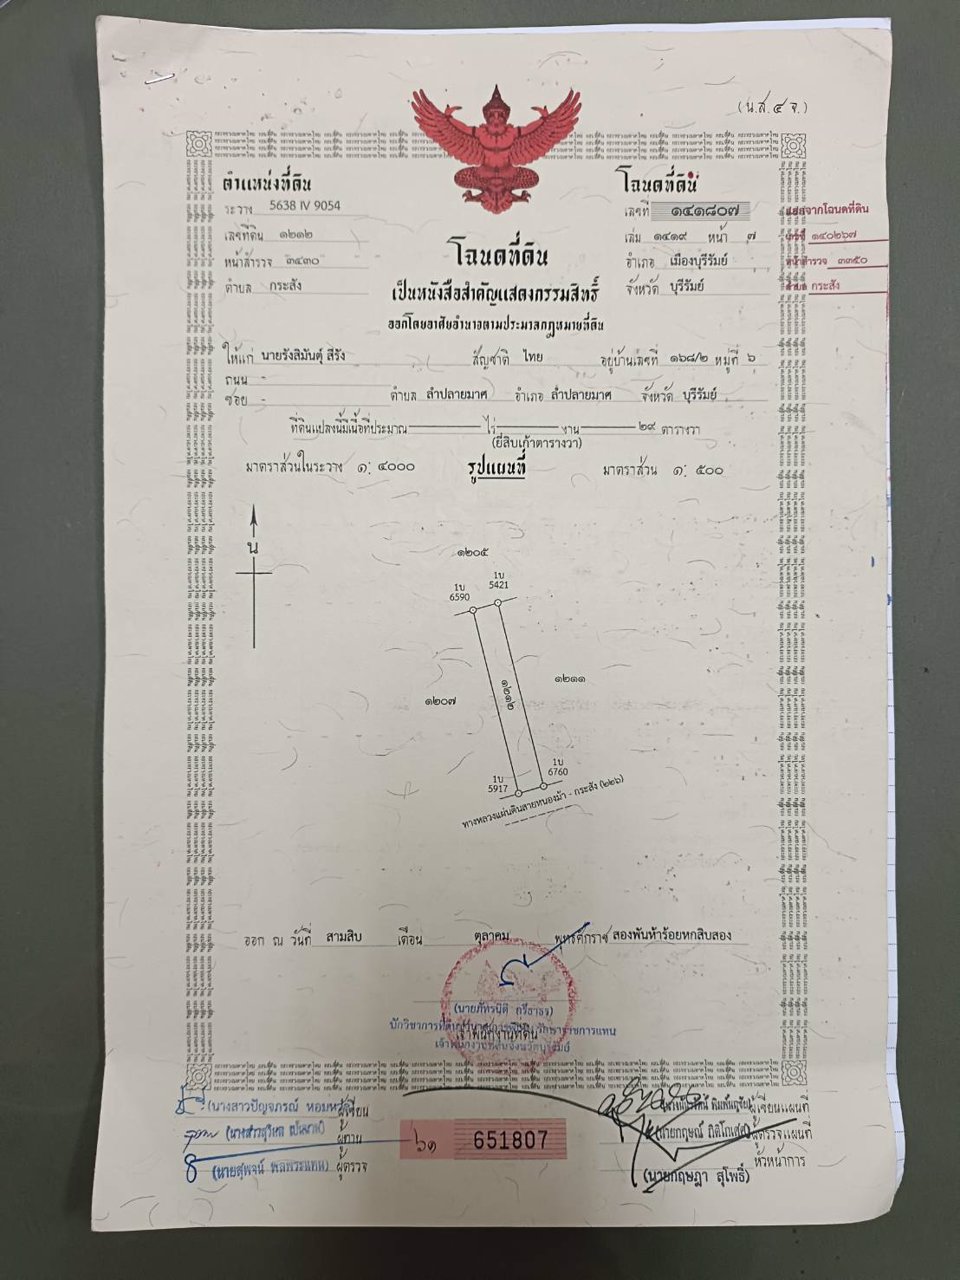 (น.ส.๔ จ.)
ตำแหน่งที่ดิน
ระวาง 5638 IV 9054
เลขที่ดิน ๑๒๑๒
หน้าสำรวจ ๓๔๓๐
ตำบล กระสัง
โฉนดที่ดิน
เลขที่ ๑๔๑๘๐๗
เล่ม ๑๔๑๙ หน้า ๗
อำเภอ เมืองบุรีรัมย์
จังหวัด บุรีรัมย์
แยกจากโฉนดที่ดิน
เลขที่ ๑๔๐๒๖๗
หน้าสำรวจ ๓๓๕๐
ตำบล กระสัง
โฉนดที่ดิน
เป็นหนังสือสำคัญแสดงกรรมสิทธิ์
ออกโดยอาศัยอำนาจตามประมวลกฎหมายที่ดิน
ให้แก่ นายรังสิมันตุ์ สีรัง สัญชาติ ไทย อยู่บ้านเลขที่ ๑๖๘/๒ หมู่ที่ ๖
ถนน -
ซอย - ตำบล ลำปลายมาศ อำเภอ ลำปลายมาศ จังหวัด บุรีรัมย์
ที่ดินแปลงนี้มีเนื้อที่ประมาณ ไร่ งาน ๒๙ ตารางวา
(ยี่สิบเก้าตารางวา)
มาตราส่วนในระวาง ๑: ๔๐๐๐ รูปแผนที่ มาตราส่วน ๑: ๕๐๐
น
๑๒๐๕
1บ 6590
1บ 5421
๑๒๑๒
๑๒๑๑
๑๒๐๗
1บ 5917
1บ 6760
ทางหลวงแผ่นดินสายหนองม้า - กระสัง (๒๒๖)
ออก ณ วันที่ สามสิบ เดือน ตุลาคม พุทธศักราช สองพันห้าร้อยหกสิบสอง
เจ้าพนักงานที่ดิน
ผู้เขียน
ผู้ทาน
ผู้ตรวจ
๖๑ 651807
ผู้เขียนแผนที่
ผู้ตรวจแผนที่
หัวหน้าการ
(นายกฤษฎา สุโพธิ์)